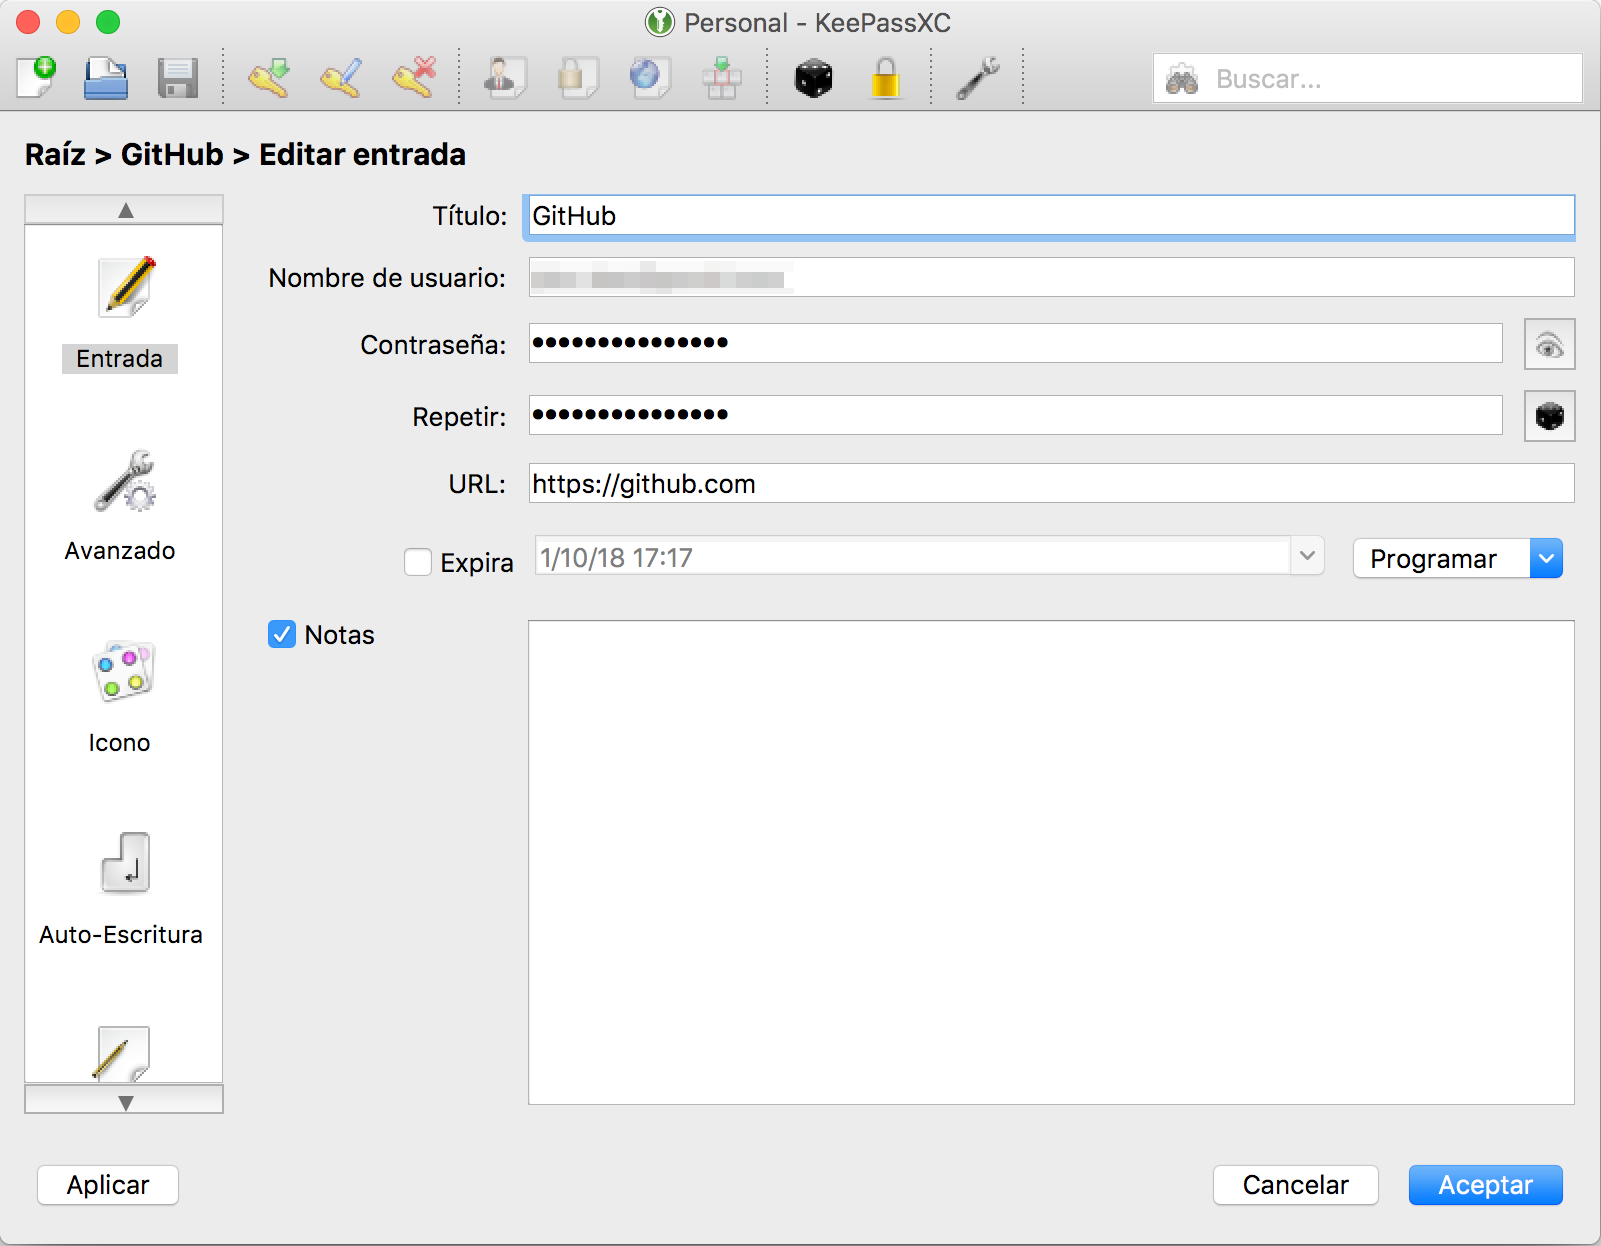 Personal - KeePassXC
Buscar...
Raíz > GitHub > Editar entrada
Título: GitHub
Nombre de usuario:
Contraseña: •••••••••••••••
Repetir: •••••••••••••••
URL: https://github.com
Expira 1/10/18 17:17 Programar
Notas
Entrada
Avanzado
Icono
Auto-Escritura
Aplicar Cancelar Aceptar